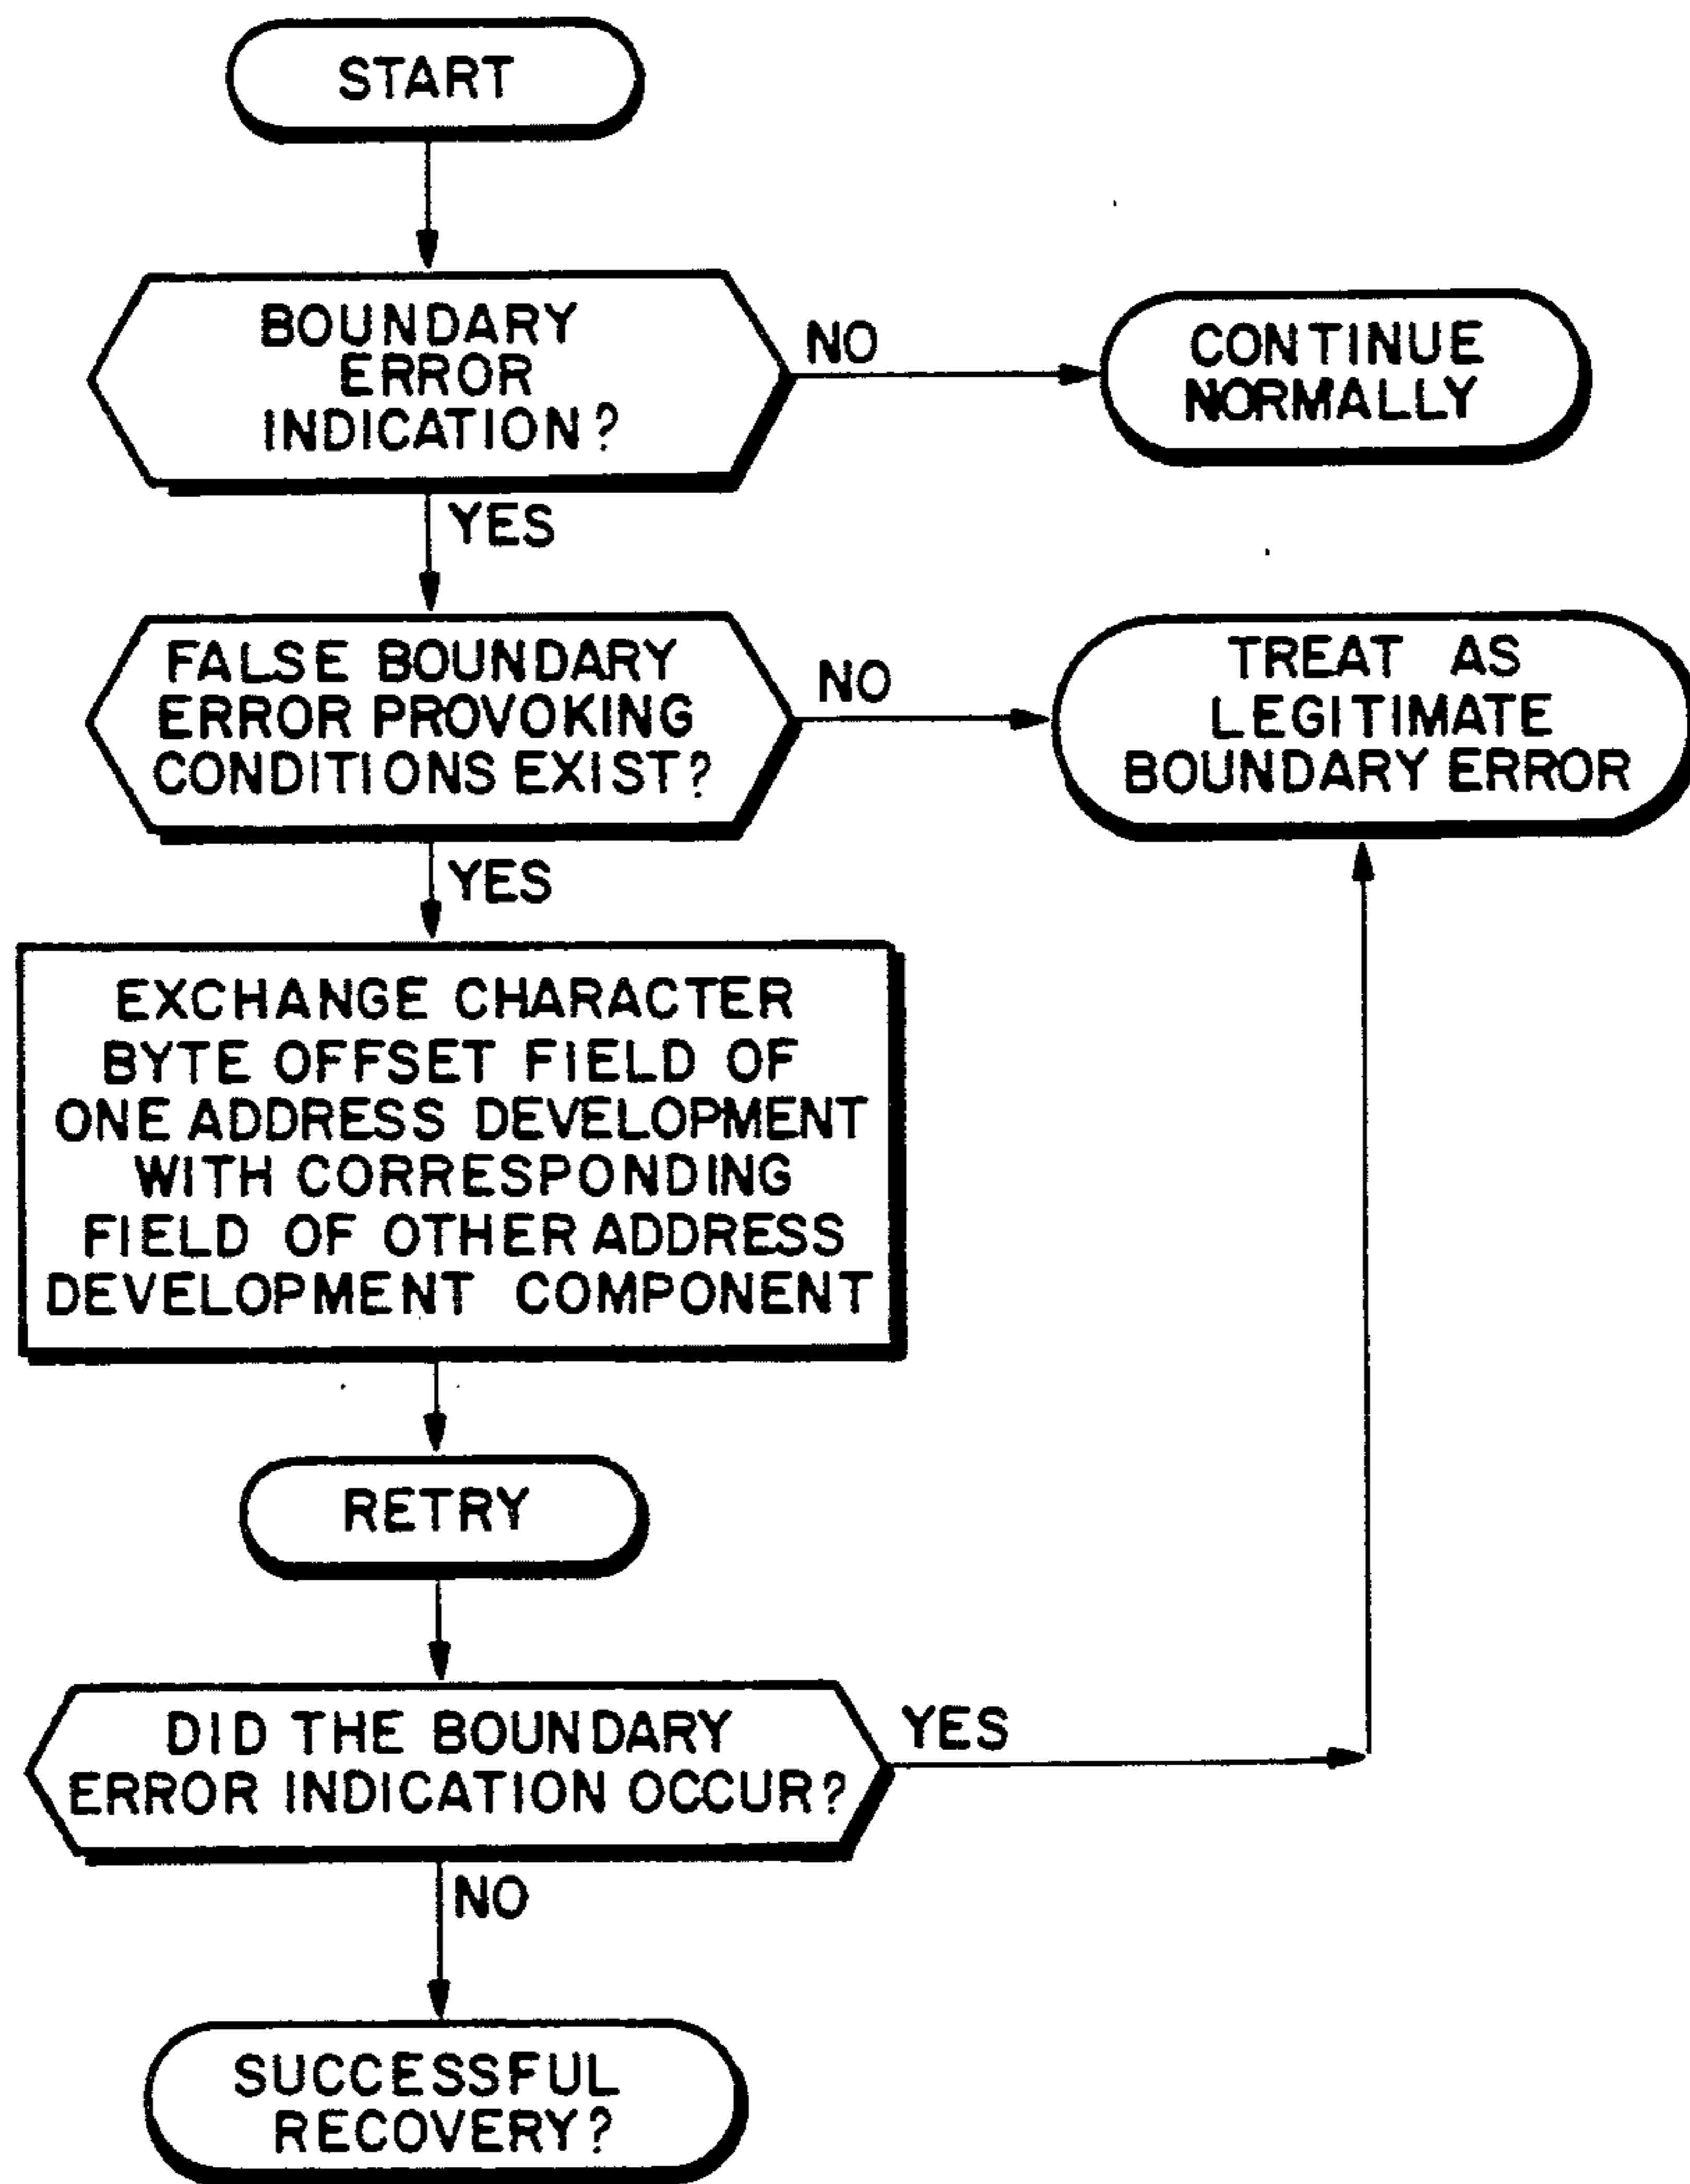 START
BOUNDARY
ERROR
INDICATION?
NO
CONTINUE
NORMALLY
YES
FALSE BOUNDARY
ERROR PROVOKING
CONDITIONS EXIST?
NO
TREAT AS
LEGITIMATE
BOUNDARY ERROR
YES
EXCHANGE CHARACTER
BYTE OFFSET FIELD OF
ONE ADDRESS DEVELOPMENT
WITH CORRESPONDING
FIELD OF OTHER ADDRESS
DEVELOPMENT COMPONENT
RETRY
DID THE BOUNDARY
ERROR INDICATION OCCUR?
YES
NO
SUCCESSFUL
RECOVERY?